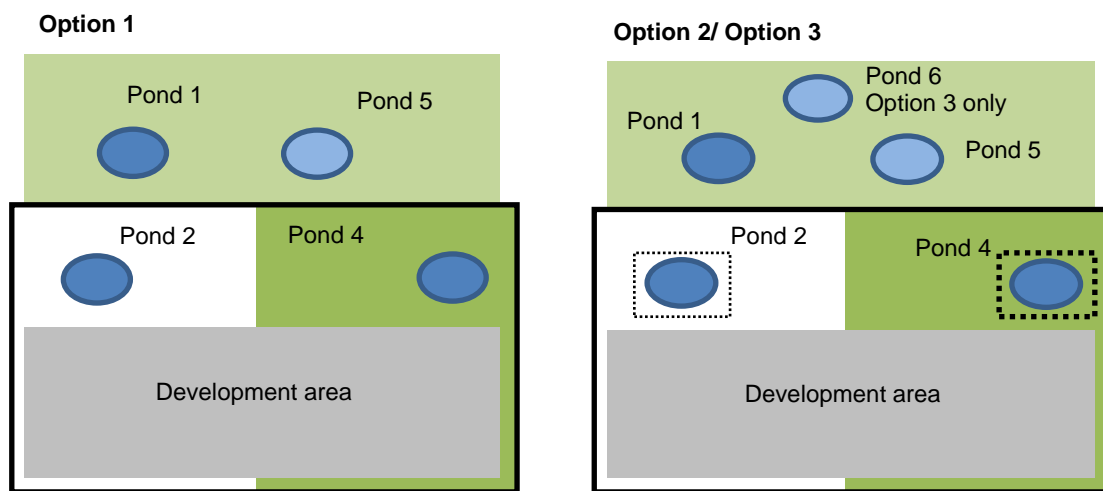 Option 1
Pond 1
Pond 5
Pond 2
Pond 4
Development area
Option 2/ Option 3
Pond 6
Option 3 only
Pond 1
Pond 5
Pond 2
Pond 4
Development area